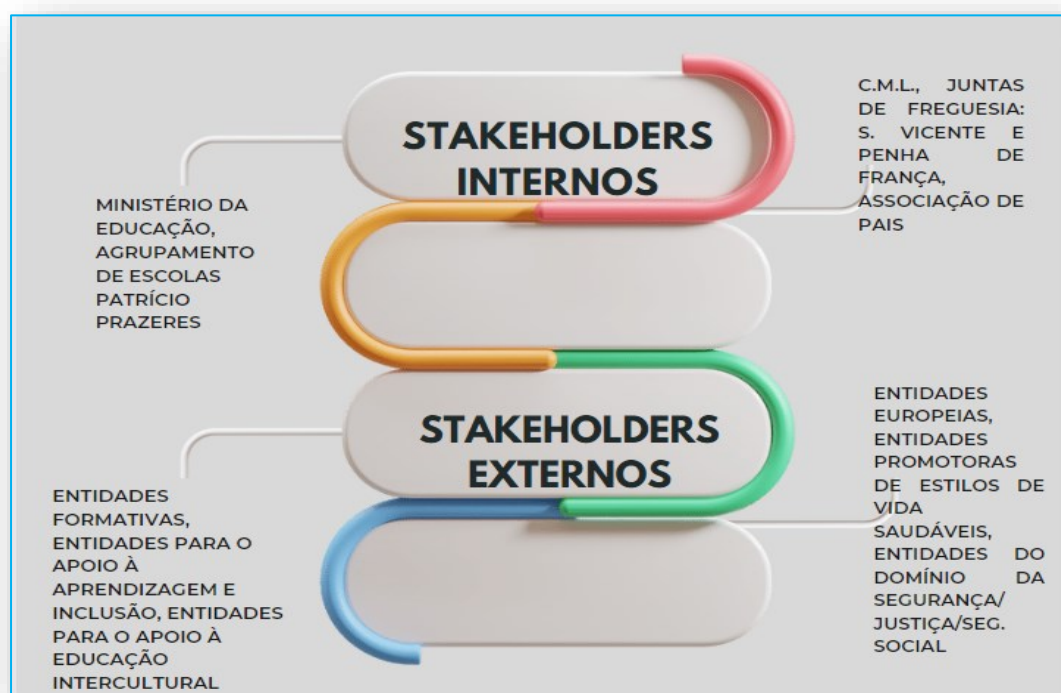 STAKEHOLDERS
INTERNOS
MINISTÉRIO DA
EDUCAÇÃO,
AGRUPAMENTO
DE ESCOLAS
PATRÍCIO
PRAZERES
C.M.L., JUNTAS
DE FREGUESIA:
S. VICENTE E
PENHA DE
FRANÇA,
ASSOCIAÇÃO DE
PAIS
STAKEHOLDERS
EXTERNOS
ENTIDADES
FORMATIVAS,
ENTIDADES PARA O
APOIO À
APRENDIZAGEM E
INCLUSÃO, ENTIDADES
PARA O APOIO À
EDUCAÇÃO
INTERCULTURAL
ENTIDADES
EUROPEIAS,
ENTIDADES
PROMOTORAS
DE ESTILOS DE
VIDA
SAUDÁVEIS,
ENTIDADES DO
DOMÍNIO DA
SEGURANÇA/
JUSTIÇA/SEG.
SOCIAL